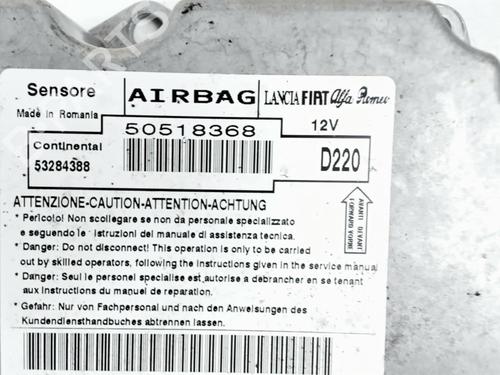 Sensore AIRBAG LANCIA FIAT Alfa Romeo
Made in Romania 50518368 12V
Continental
53284388 D220
ATTENZIONE-CAUTION-ATTENTION-ACHTUNG
* Pericolo! Non scollegare se non da personale specializzato
e seguendo le istruzioni del manuale di assistenza tecnica.
* Danger: Do not disconnect! This operation is only to be carried
out by skilled operators, following the instructions given in the service manual
* Danger: Seul le personel specialise est autorise a debrancher en se tenant
aux instructions du manuel de reparation.
* Gefahr: Nur von Fachpersonal und nach den Anweisungen des
Kundendiensthandbuches abtrennen lassen.
AVANTI DEVANT
FORWARD VORNE